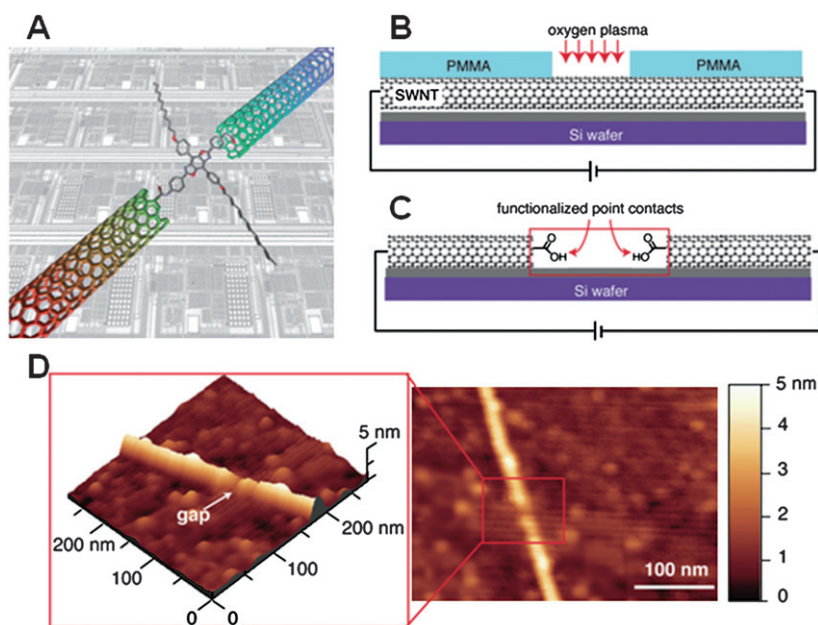 A
B
oxygen plasma
PMMA
PMMA
SWNT
Si wafer
C
functionalized point contacts
O
OH
O
HO
Si wafer
D
5 nm
gap
200 nm
100
0
0
100
200 nm
100 nm
5 nm
4
3
2
1
0